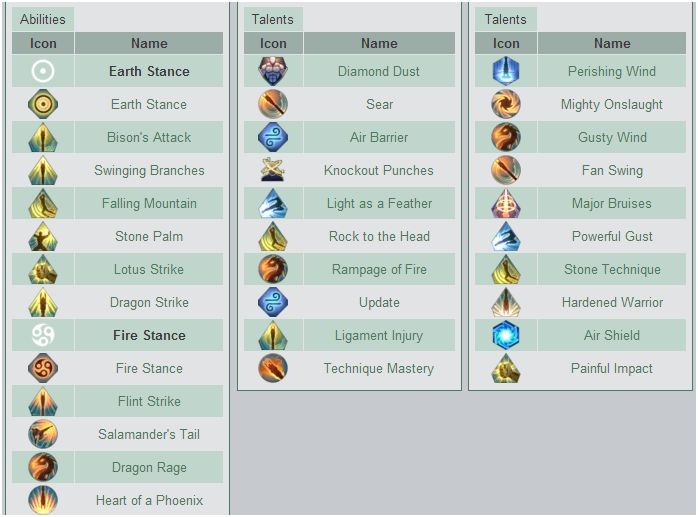 Abilities
Icon Name
Earth Stance
Earth Stance
Bison's Attack
Swinging Branches
Falling Mountain
Stone Palm
Lotus Strike
Dragon Strike
Fire Stance
Fire Stance
Flint Strike
Salamander's Tail
Dragon Rage
Heart of a Phoenix
Talents
Icon Name
Diamond Dust
Sear
Air Barrier
Knockout Punches
Light as a Feather
Rock to the Head
Rampage of Fire
Update
Ligament Injury
Technique Mastery
Talents
Icon Name
Perishing Wind
Mighty Onslaught
Gusty Wind
Fan Swing
Major Bruises
Powerful Gust
Stone Technique
Hardened Warrior
Air Shield
Painful Impact